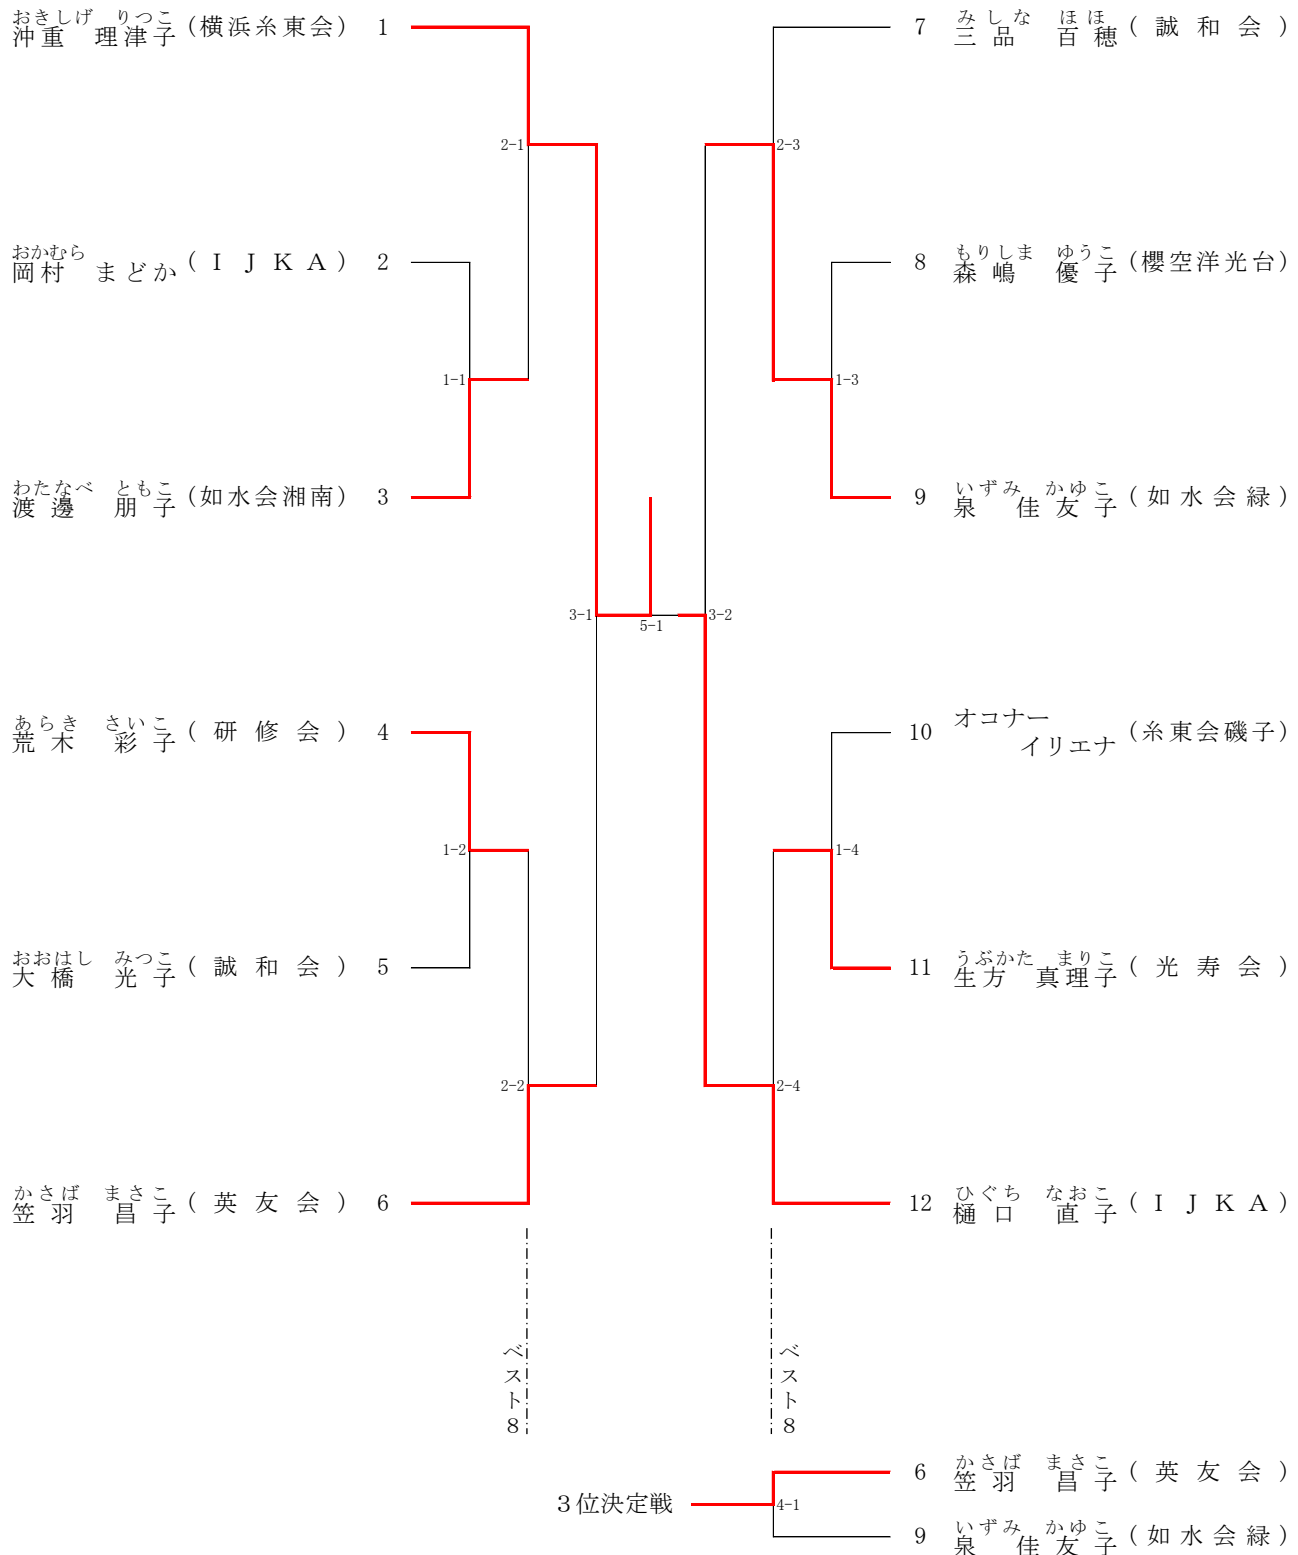 おきしげ　りつこ
沖重　理津子（横浜糸東会）　1
2-1
おかむら
岡村　まどか（ＩＪＫＡ）　2
1-1
わたなべ　ともこ
渡邊　朋子（如水会湘南）　3
3-1
あらき　さいこ
荒木　彩子（研修会）　4
1-2
おおはし　みつこ
大橋　光子（誠和会）　5
2-2
かさば　まさこ
笠羽　昌子（英友会）　6
ベスト８
5-1
みしな　ほほ
7　三品　百穂（誠和会）
2-3
もりしま　ゆうこ
8　森嶋　優子（櫻空洋光台）
1-3
いずみ　かゆこ
9　泉　佳友子（如水会緑）
3-2
オコナー
10　イリエナ（糸東会磯子）
1-4
うぶかた　まりこ
11　生方　真理子（光寿会）
2-4
ひぐち　なおこ
12　樋口　直子（ＩＪＫＡ）
ベスト８
３位決定戦
4-1
かさば　まさこ
6　笠羽　昌子（英友会）
いずみ　かゆこ
9　泉　佳友子（如水会緑）